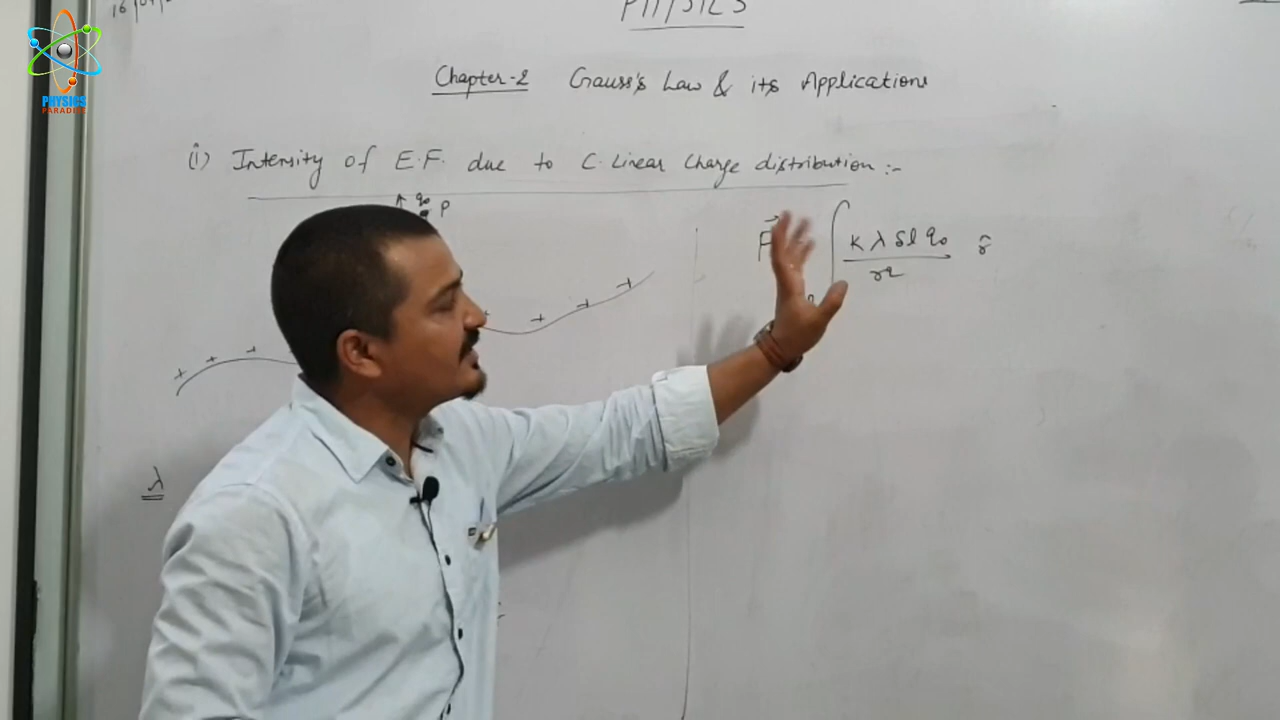 PHYSICS
PHYSICS
PARADISE
Chapter-2 Gauss's Law & its Applications
(i) Intensity of E.F. due to C. Linear Charge distribution :-
q₀ P
K λ δl q₀
r2 r̂
λ